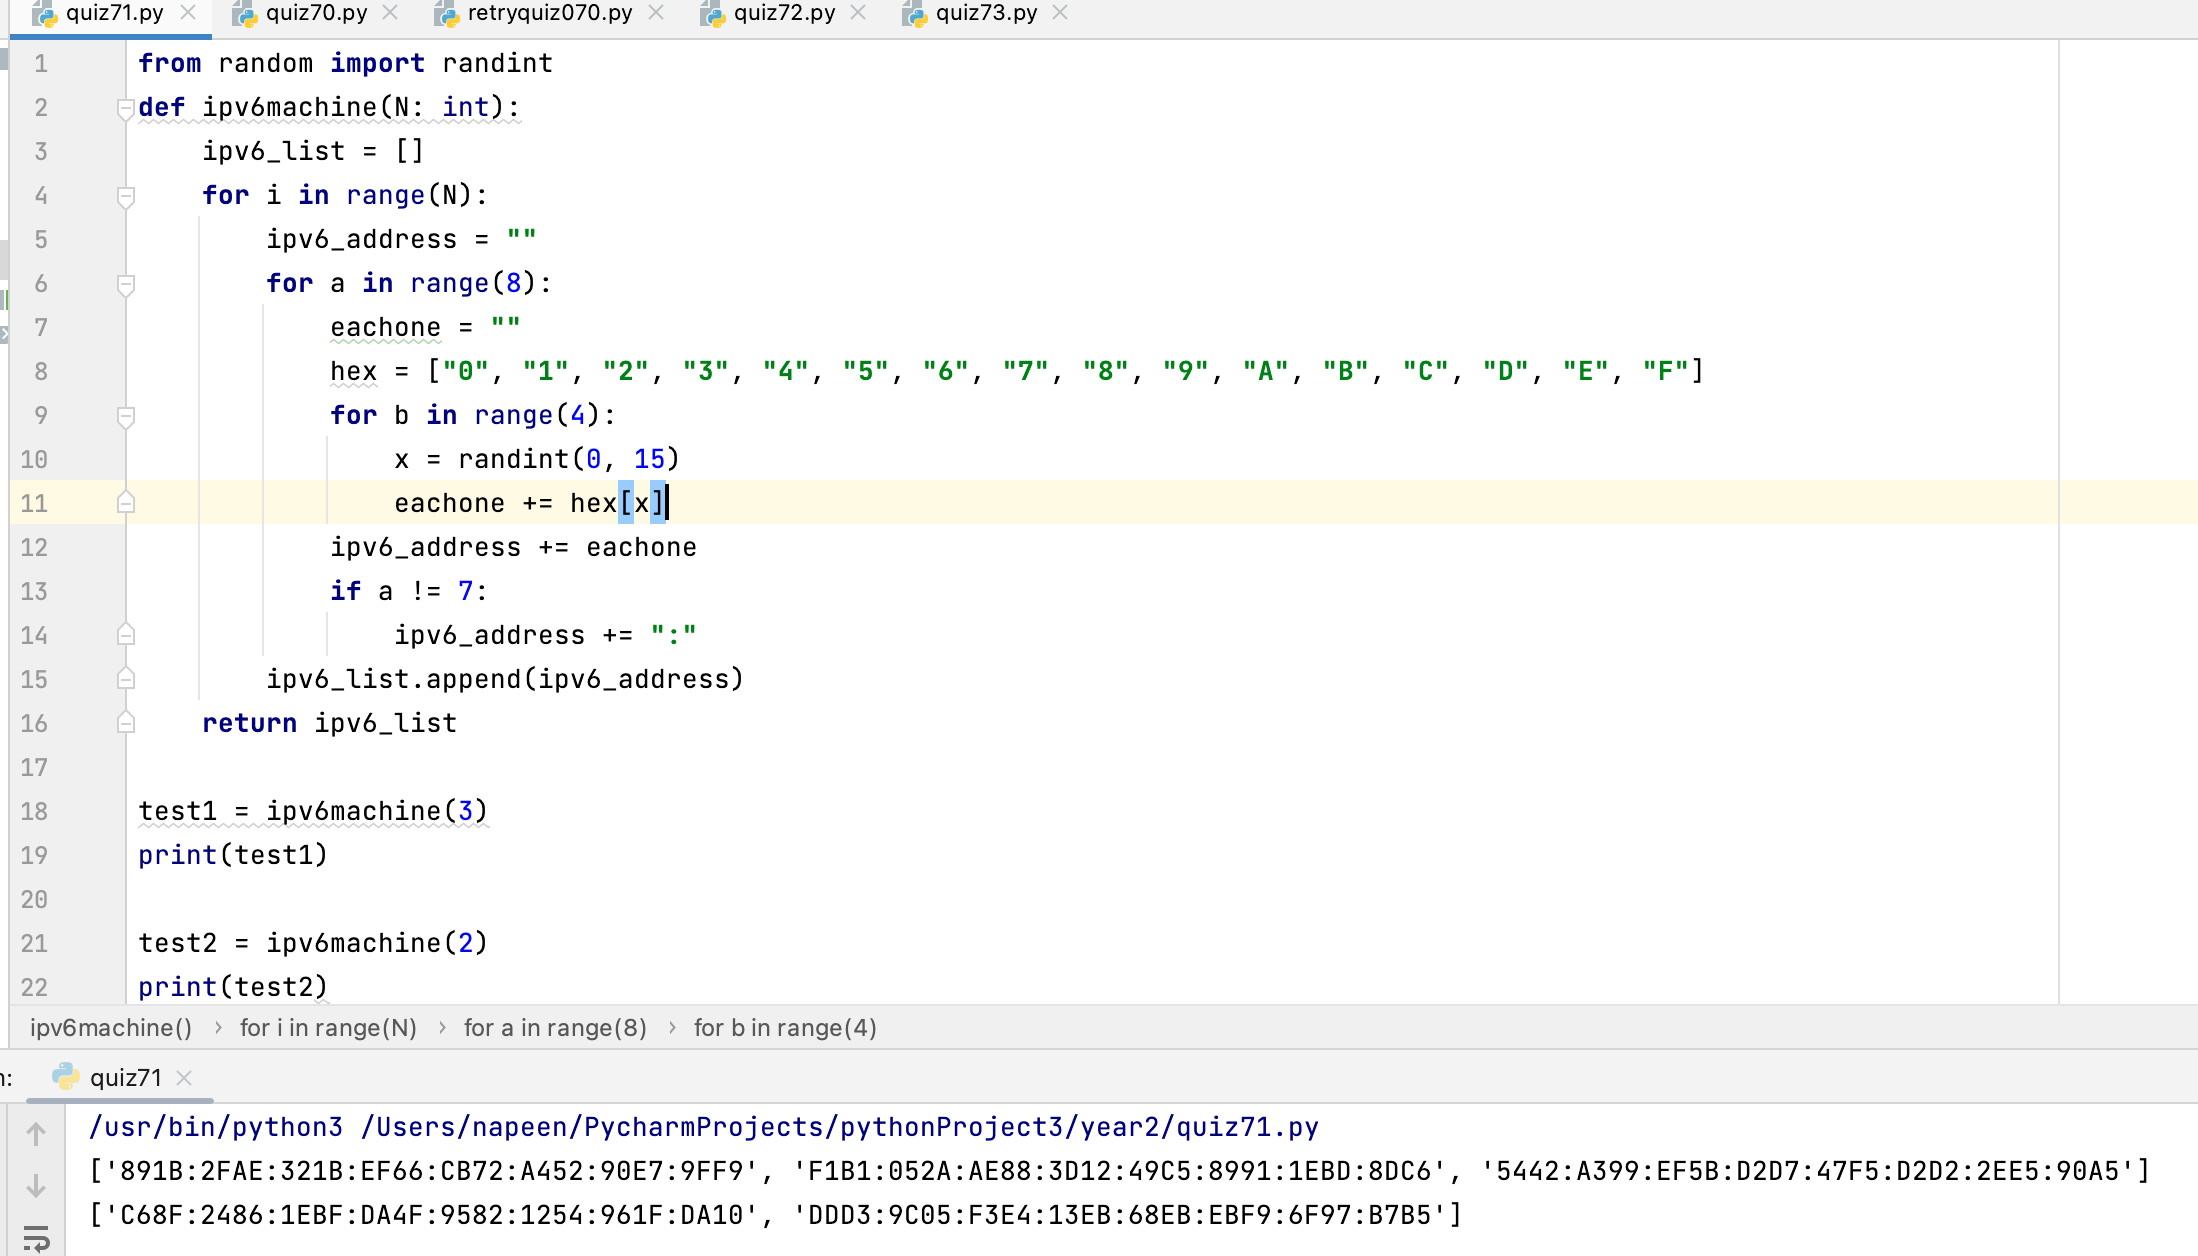 quiz71.py quiz70.py retryquiz070.py quiz72.py quiz73.py
1 from random import randint
2 def ipv6machine(N: int):
3     ipv6_list = []
4     for i in range(N):
5         ipv6_address = ""
6         for a in range(8):
7             eachone = ""
8             hex = ["0", "1", "2", "3", "4", "5", "6", "7", "8", "9", "A", "B", "C", "D", "E", "F"]
9             for b in range(4):
10                 x = randint(0, 15)
11                 eachone += hex[x]
12             ipv6_address += eachone
13             if a != 7:
14                 ipv6_address += ":"
15         ipv6_list.append(ipv6_address)
16     return ipv6_list
17
18 test1 = ipv6machine(3)
19 print(test1)
20
21 test2 = ipv6machine(2)
22 print(test2)
ipv6machine() › for i in range(N) › for a in range(8) › for b in range(4)
: quiz71
/usr/bin/python3 /Users/napeen/PycharmProjects/pythonProject3/year2/quiz71.py
['891B:2FAE:321B:EF66:CB72:A452:90E7:9FF9', 'F1B1:052A:AE88:3D12:49C5:8991:1EBD:8DC6', '5442:A399:EF5B:D2D7:47F5:D2D2:2EE5:90A5']
['C68F:2486:1EBF:DA4F:9582:1254:961F:DA10', 'DDD3:9C05:F3E4:13EB:68EB:EBF9:6F97:B7B5']